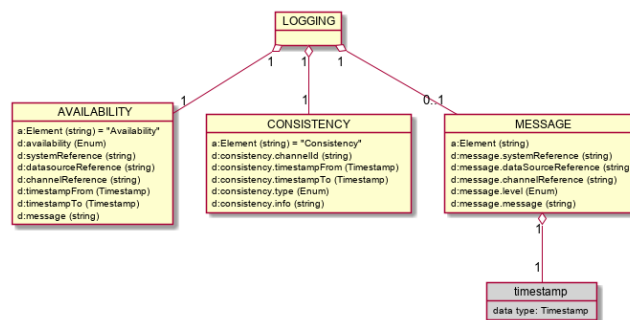 LOGGING
1
1
1
1
1
0..1
AVAILABILITY
a:Element (string) = "Availability"
d:availability (Enum)
d:systemReference (string)
d:datasourceReference (string)
d:channelReference (string)
d:timestampFrom (Timestamp)
d:timestampTo (Timestamp)
d:message (string)
CONSISTENCY
a:Element (string) = "Consistency"
d:consistency.channelId (string)
d:consistency.timestampFrom (Timestamp)
d:consistency.timestampTo (Timestamp)
d:consistency.type (Enum)
d:consistency.info (string)
MESSAGE
a:Element (string)
d:message.systemReference (string)
d:message.dataSourceReference (string)
d:message.channelReference (string)
d:message.level (Enum)
d:message.message (string)
1
1
timestamp
data type: Timestamp